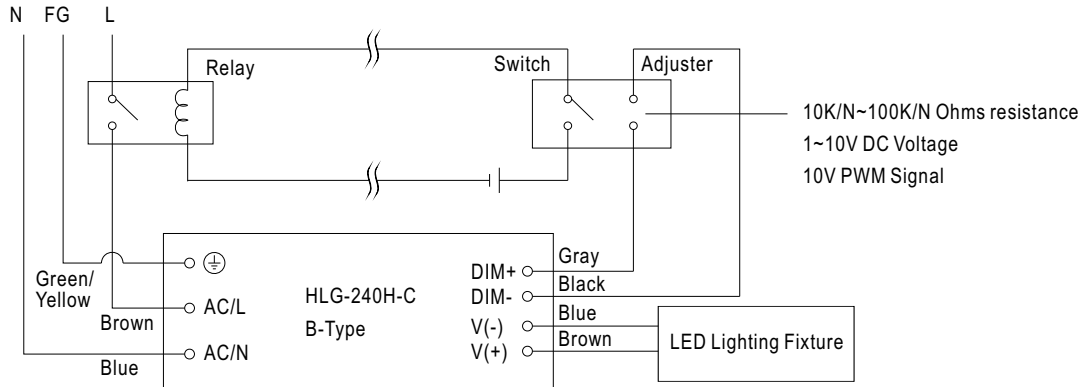 N FG L
Relay
Switch
Adjuster
10K/N~100K/N Ohms resistance
1~10V DC Voltage
10V PWM Signal
Green/
Yellow
Brown
Blue
AC/L
AC/N
HLG-240H-C
B-Type
DIM+
DIM-
V(-)
V(+)
Gray
Black
Blue
Brown
LED Lighting Fixture